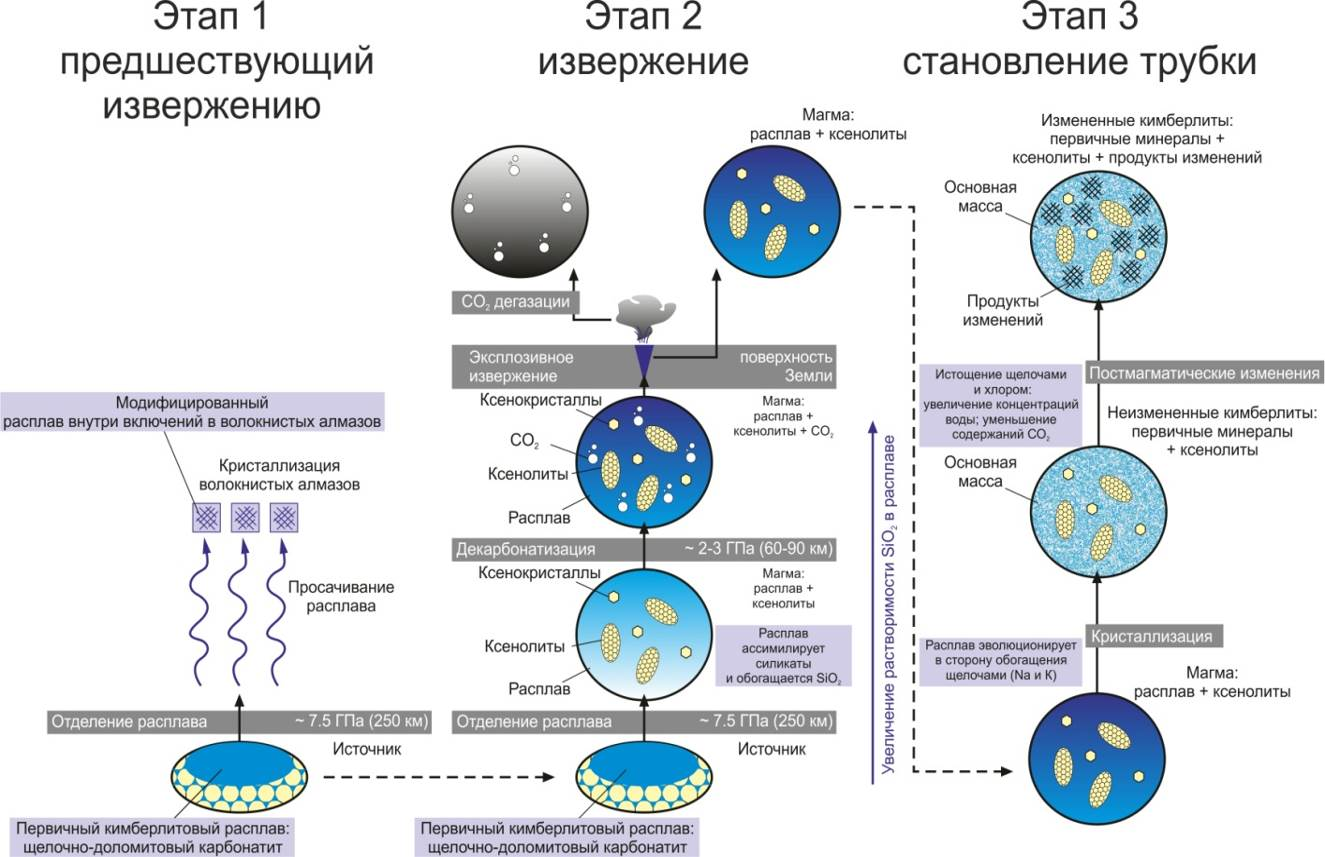 Этап 1
предшествующий
извержению
Модифицированный
расплав внутри включений в волокнистых алмазов
Кристаллизация
волокнистых алмазов
Просачивание
расплава
Отделение расплава ~ 7.5 ГПа (250 км)
Источник
Первичный кимберлитовый расплав:
щелочно-доломитовый карбонатит
Этап 2
извержение
Магма:
расплав + ксенолиты
CO₂ дегазации
Эксплозивное
извержение
поверхность
Земли
Ксенокристаллы
CO₂
Ксенолиты
Расплав
Магма:
расплав +
ксенолиты + CO₂
Декарбонатизация ~ 2-3 ГПа (60-90 км)
Ксенокристаллы
Ксенолиты
Расплав
Магма:
расплав +
ксенолиты
Расплав
ассимилирует
силикаты
и обогащается SiO₂
Отделение расплава ~ 7.5 ГПа (250 км)
Источник
Первичный кимберлитовый расплав:
щелочно-доломитовый карбонатит
Увеличение растворимости SiO₂ в расплаве
Этап 3
становление трубки
Измененные кимберлиты:
первичные минералы +
ксенолиты + продукты изменений
Основная
масса
Продукты
изменений
Истощение щелочами
и хлором:
увеличение концентраций
воды; уменьшение
содержаний CO₂
Постмагматические изменения
Неизмененные кимберлиты:
первичные минералы
+ ксенолиты
Основная
масса
Расплав эволюционирует
в сторону обогащения
щелочами (Na и К)
Кристаллизация
Магма:
расплав + ксенолиты